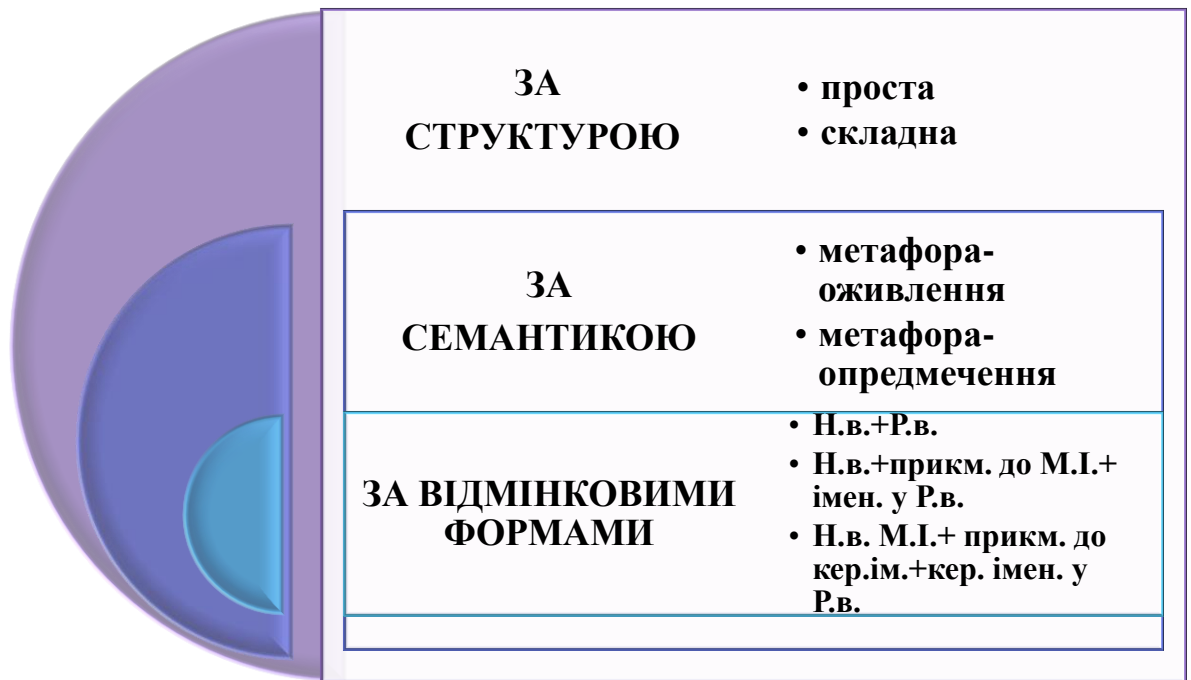 ЗА
СТРУКТУРОЮ
• проста
• складна
ЗА
СЕМАНТИКОЮ
• метафора-
оживлення
• метафора-
опредмечення
ЗА ВІДМІНКОВИМИ
ФОРМАМИ
• Н.в.+Р.в.
• Н.в.+прикм. до М.І.+
імен. у Р.в.
• Н.в. М.І.+ прикм. до
кер.ім.+кер. імен. у
Р.в.